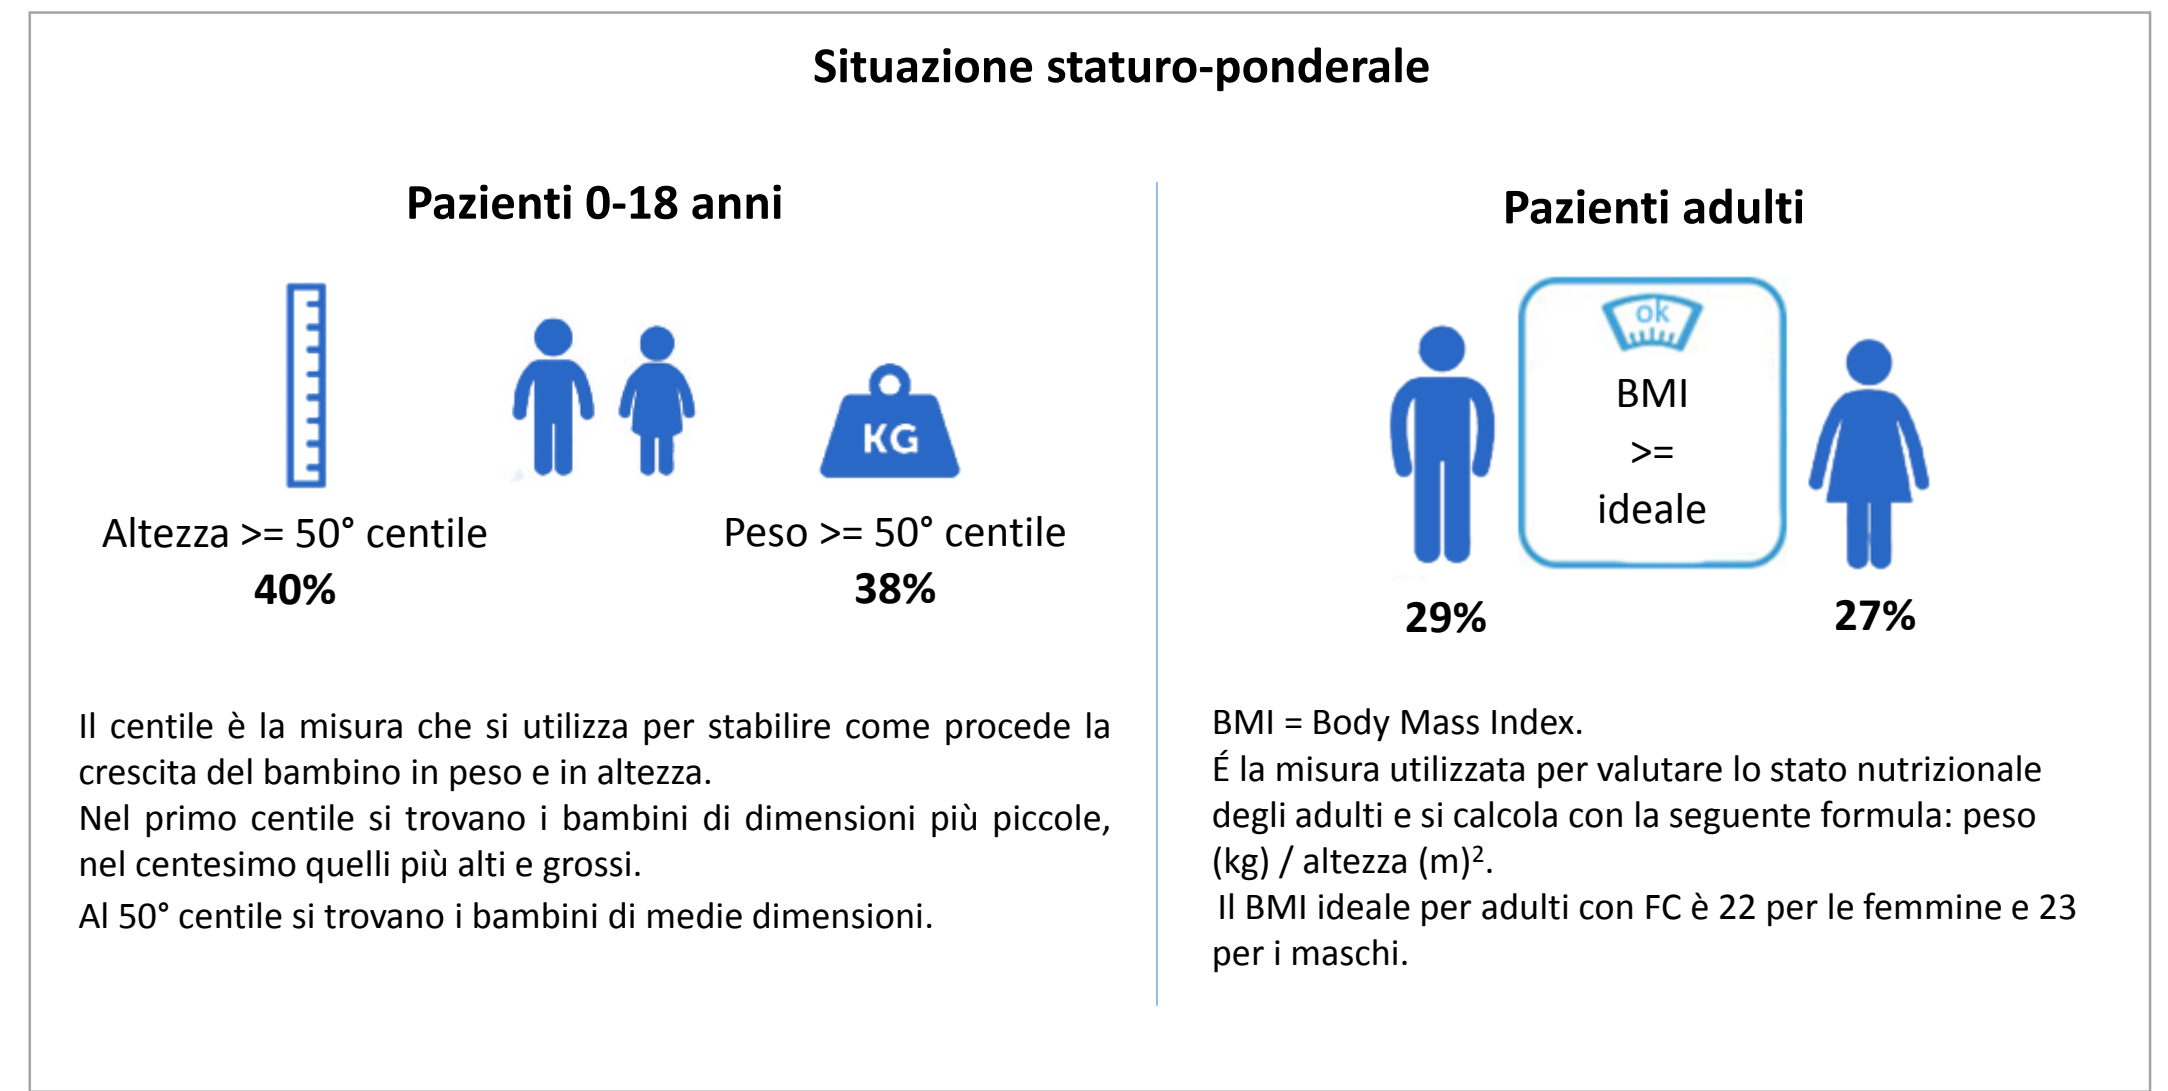 Situazione staturo-ponderale
Pazienti 0-18 anni
KG
Altezza >= 50° centile
40%
Peso >= 50° centile
38%
Il centile è la misura che si utilizza per stabilire come procede la
crescita del bambino in peso e in altezza.
Nel primo centile si trovano i bambini di dimensioni più piccole,
nel centesimo quelli più alti e grossi.
Al 50° centile si trovano i bambini di medie dimensioni.
Pazienti adulti
ok
BMI
>=
ideale
29%
27%
BMI = Body Mass Index.
É la misura utilizzata per valutare lo stato nutrizionale
degli adulti e si calcola con la seguente formula: peso
(kg) / altezza (m)².
Il BMI ideale per adulti con FC è 22 per le femmine e 23
per i maschi.